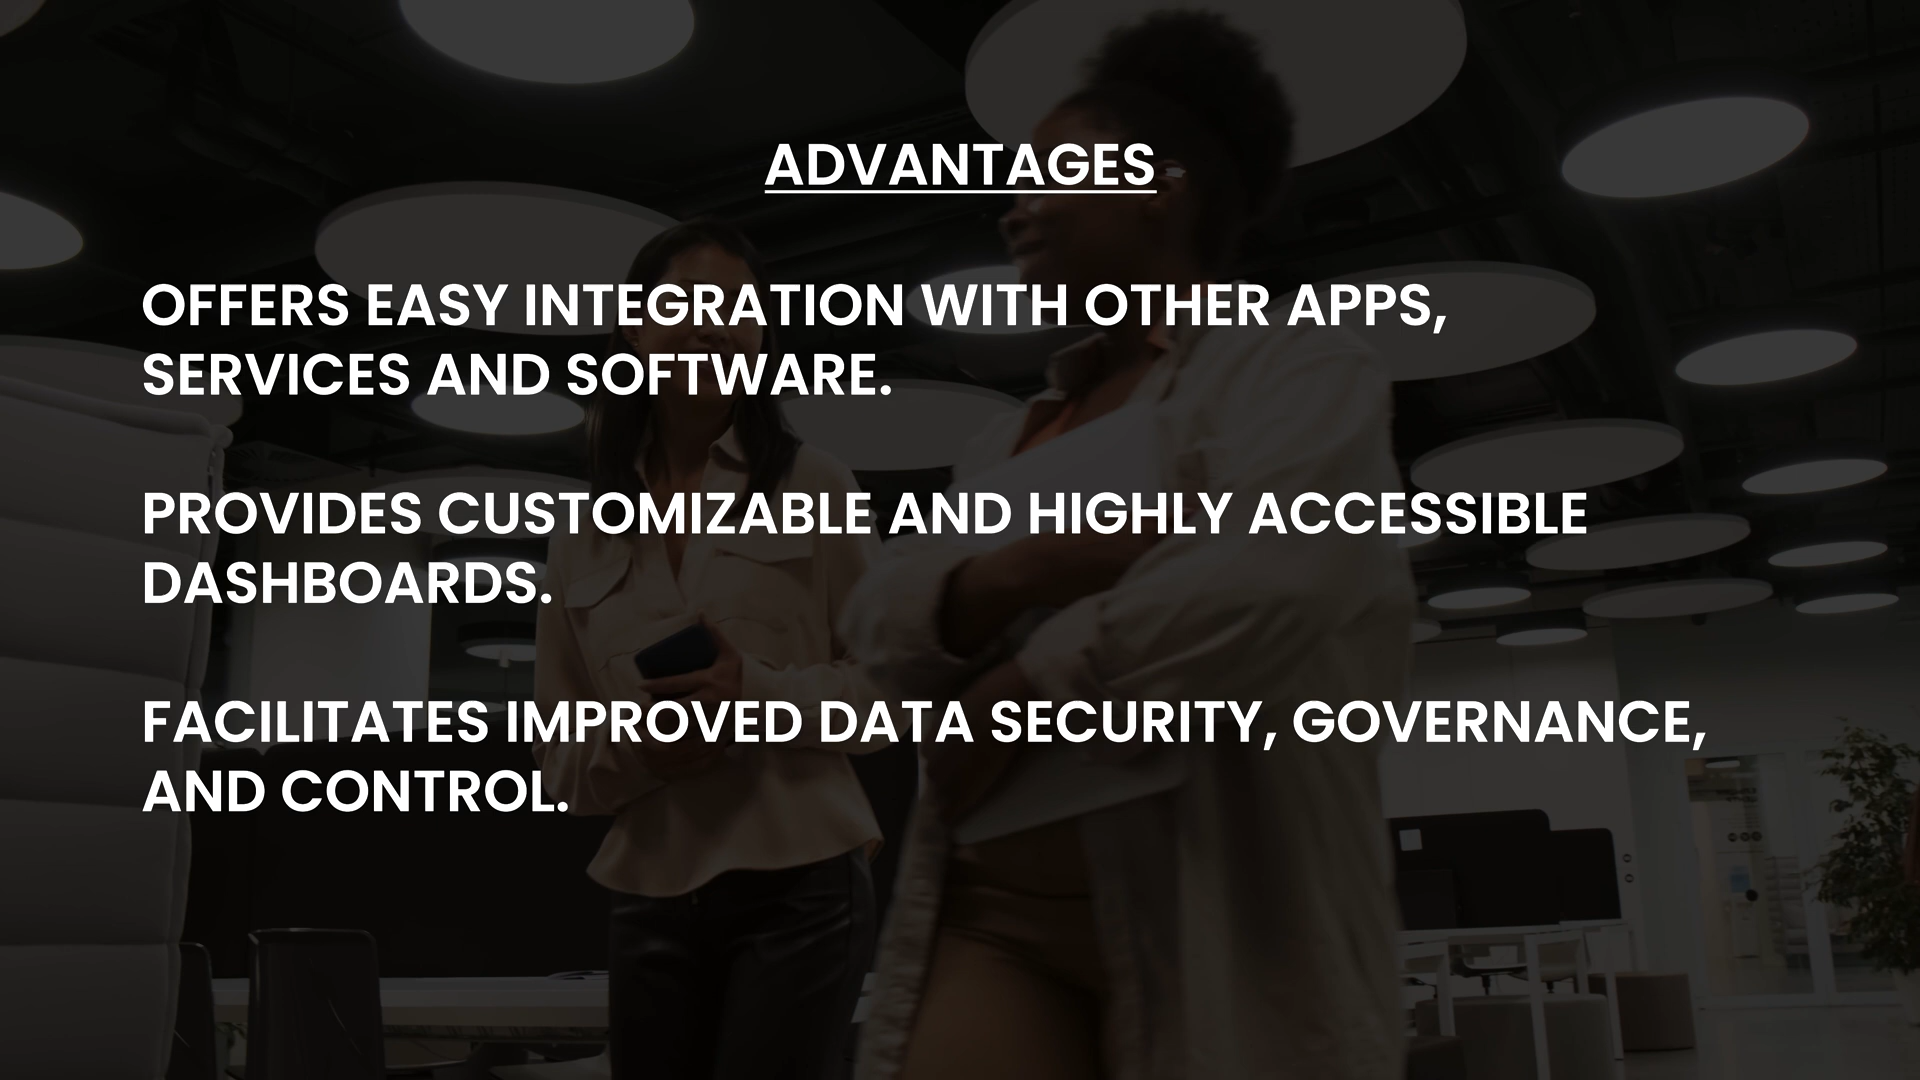 ADVANTAGES
OFFERS EASY INTEGRATION WITH OTHER APPS,
SERVICES AND SOFTWARE.
PROVIDES CUSTOMIZABLE AND HIGHLY ACCESSIBLE
DASHBOARDS.
FACILITATES IMPROVED DATA SECURITY, GOVERNANCE,
AND CONTROL.